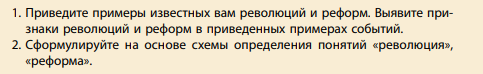 1. Приведите примеры известных вам революций и реформ. Выявите при-
знаки революций и реформ в приведенных примерах событий.
2. Сформулируйте на основе схемы определения понятий «революция»,
«реформа».